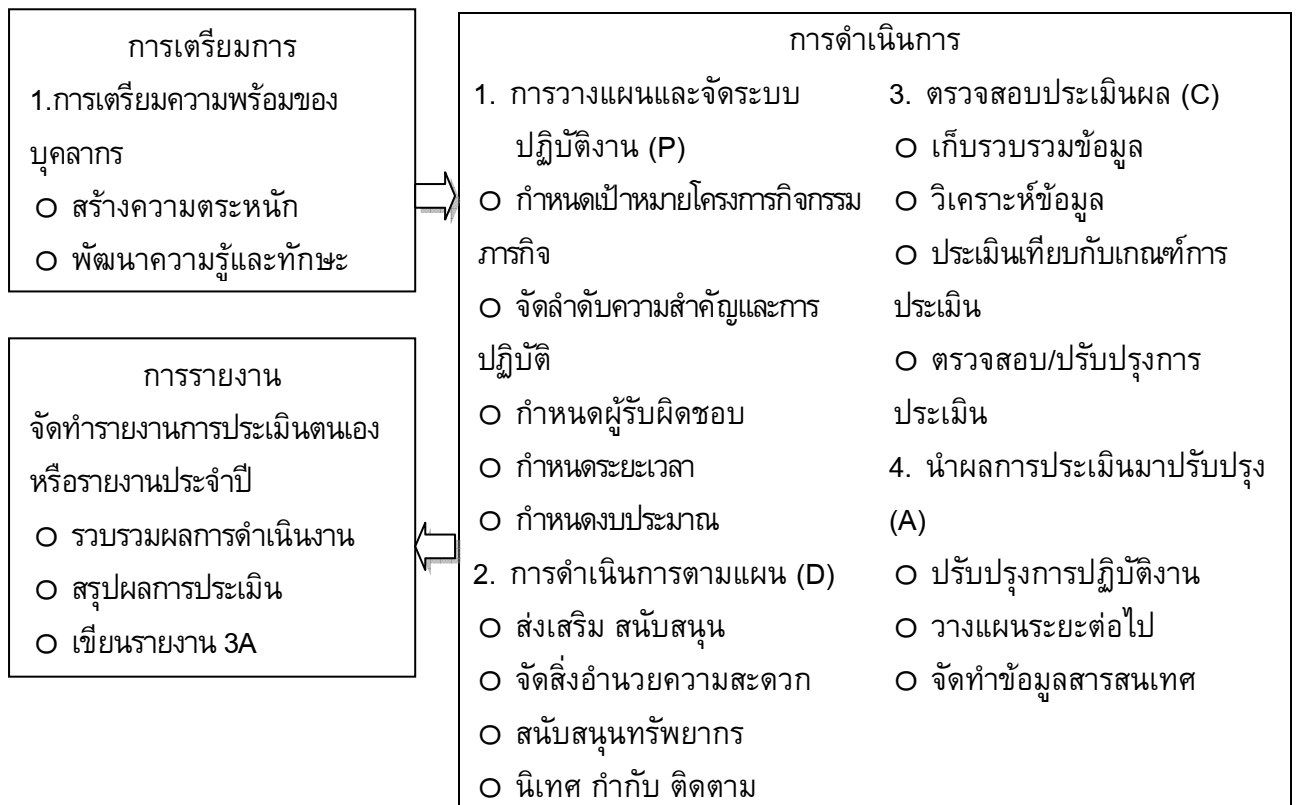 การเตรียมการ
1.การเตรียมความพร้อมของ
บุคลากร
O สร้างความตระหนัก
O พัฒนาความรู้และทักษะ
การดำเนินการ
1. การวางแผนและจัดระบบ
ปฏิบัติงาน (P)
O กำหนดเป้าหมายโครงการกิจกรรม
ภารกิจ
O จัดลำดับความสำคัญและการ
ปฏิบัติ
O กำหนดผู้รับผิดชอบ
O กำหนดระยะเวลา
O กำหนดงบประมาณ
2. การดำเนินการตามแผน (D)
O ส่งเสริม สนับสนุน
O จัดสิ่งอำนวยความสะดวก
O สนับสนุนทรัพยากร
O นิเทศ กำกับ ติดตาม
3. ตรวจสอบประเมินผล (C)
O เก็บรวบรวมข้อมูล
O วิเคราะห์ข้อมูล
O ประเมินเทียบกับเกณฑ์การ
ประเมิน
O ตรวจสอบ/ปรับปรุงการ
ประเมิน
4. นำผลการประเมินมาปรับปรุง
(A)
O ปรับปรุงการปฏิบัติงาน
O วางแผนระยะต่อไป
O จัดทำข้อมูลสารสนเทศ
การรายงาน
จัดทำรายงานการประเมินตนเอง
หรือรายงานประจำปี
O รวบรวมผลการดำเนินงาน
O สรุปผลการประเมิน
O เขียนรายงาน 3A